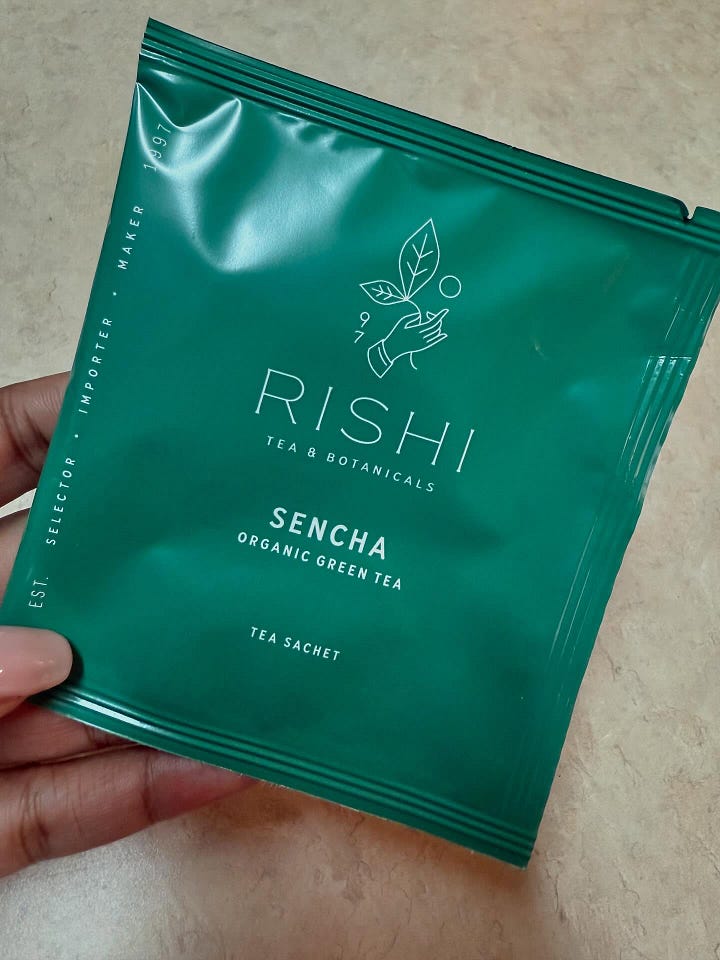 97
RISHI
TEA & BOTANICALS
SENCHA
ORGANIC GREEN TEA
TEA SACHET
EST. SELECTOR • IMPORTER • MAKER 1997